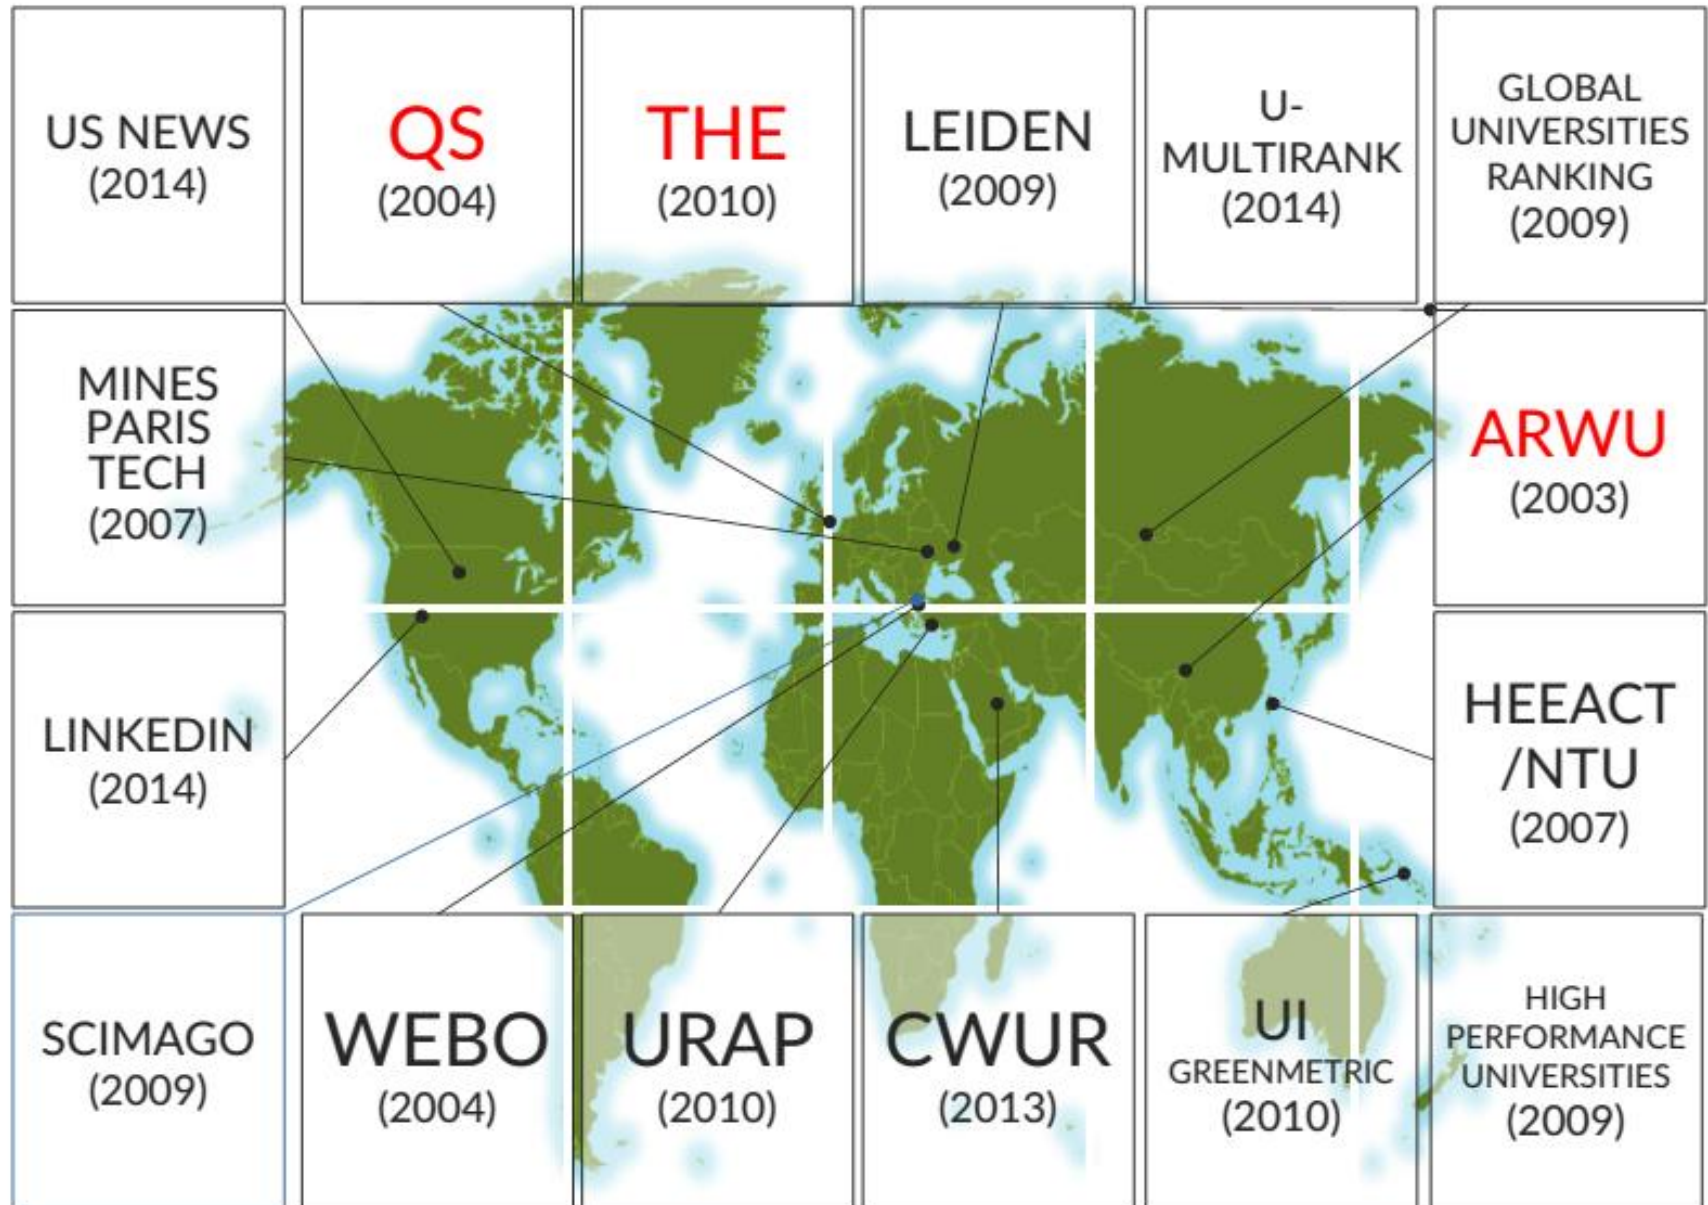 US NEWS
(2014)
QS
(2004)
THE
(2010)
LEIDEN
(2009)
U-
MULTIRANK
(2014)
GLOBAL
UNIVERSITIES
RANKING
(2009)
MINES
PARIS
TECH
(2007)
ARWU
(2003)
LINKEDIN
(2014)
HEEACT
/NTU
(2007)
SCIMAGO
(2009)
WEBO
(2004)
URAP
(2010)
CWUR
(2013)
UI
GREENMETRIC
(2010)
HIGH
PERFORMANCE
UNIVERSITIES
(2009)